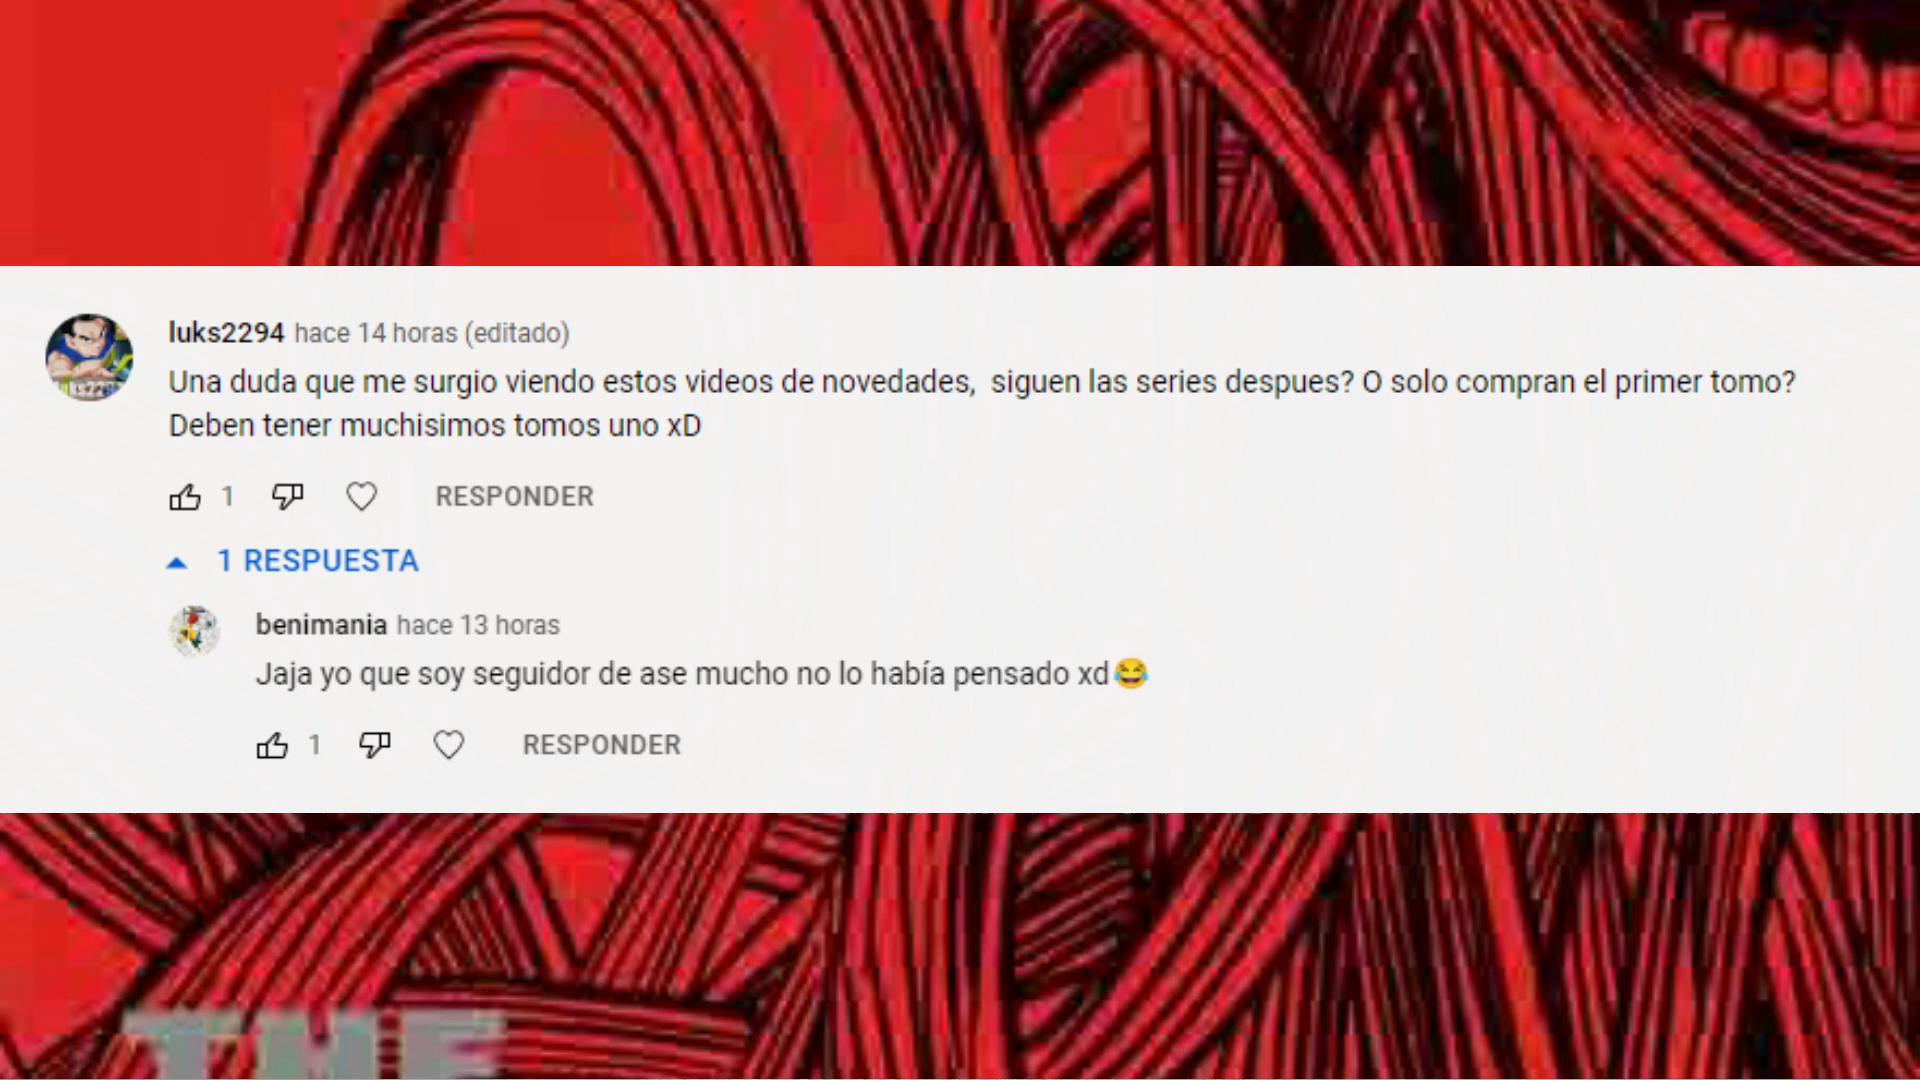 luks2294 hace 14 horas (editado)
Una duda que me surgio viendo estos videos de novedades,  siguen las series despues? O solo compran el primer tomo?
Deben tener muchisimos tomos uno xD
1 RESPONDER
1 RESPUESTA
benimania hace 13 horas
Jaja yo que soy seguidor de ase mucho no lo había pensado xd😂
1 RESPONDER
THE